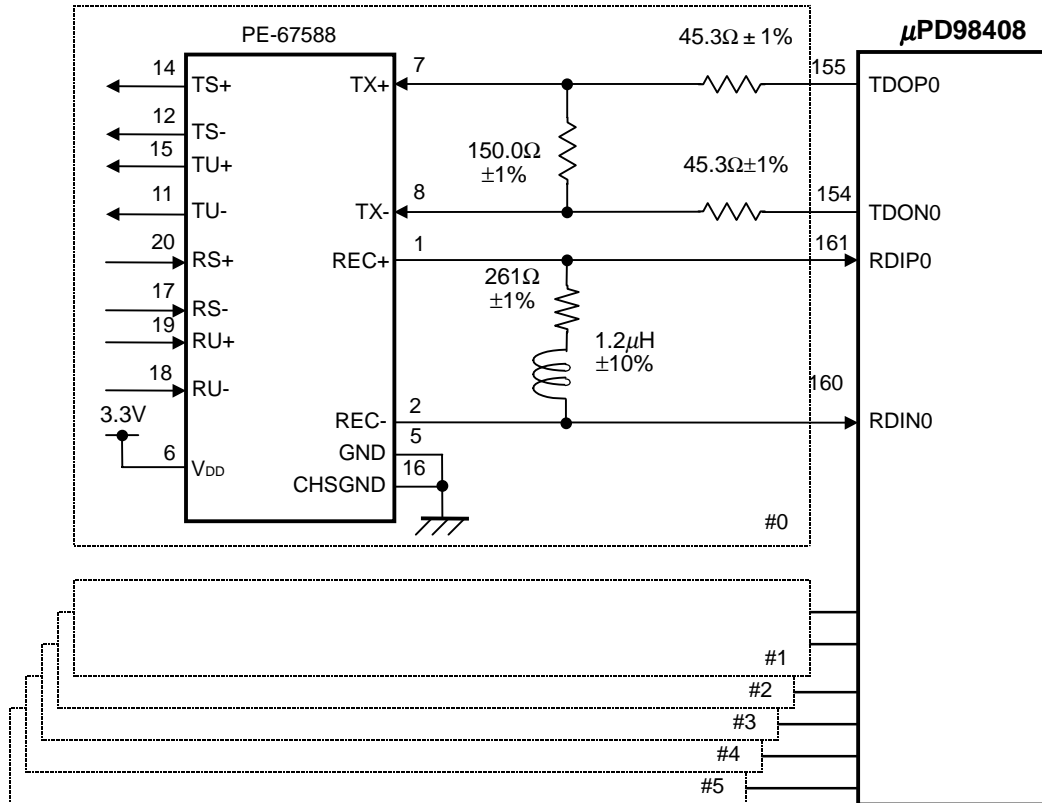 PE-67588
45.3Ω ± 1%
μPD98408
14
TS+
TX+
7
155
TDOP0
12
TS-
150.0Ω
±1%
45.3Ω±1%
15
TU+
11
TU-
TX-
8
154
TDON0
20
RS+
REC+
1
161
RDIP0
261Ω
±1%
17
RS-
19
RU+
1.2μH
±10%
18
RU-
160
3.3V
REC-
2
RDIN0
5
GND
6
VDD
16
CHSGND
#0
#1
#2
#3
#4
#5